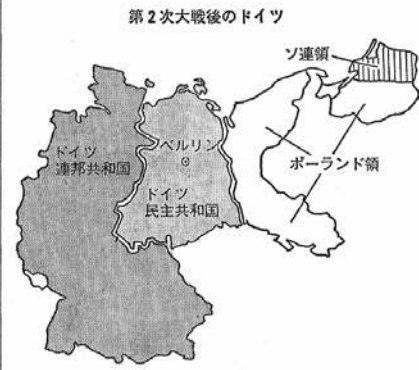 第2次大戦後のドイツ
ソ連領
ベルリン
ドイツ
連邦共和国
ポーランド領
ドイツ
民主共和国